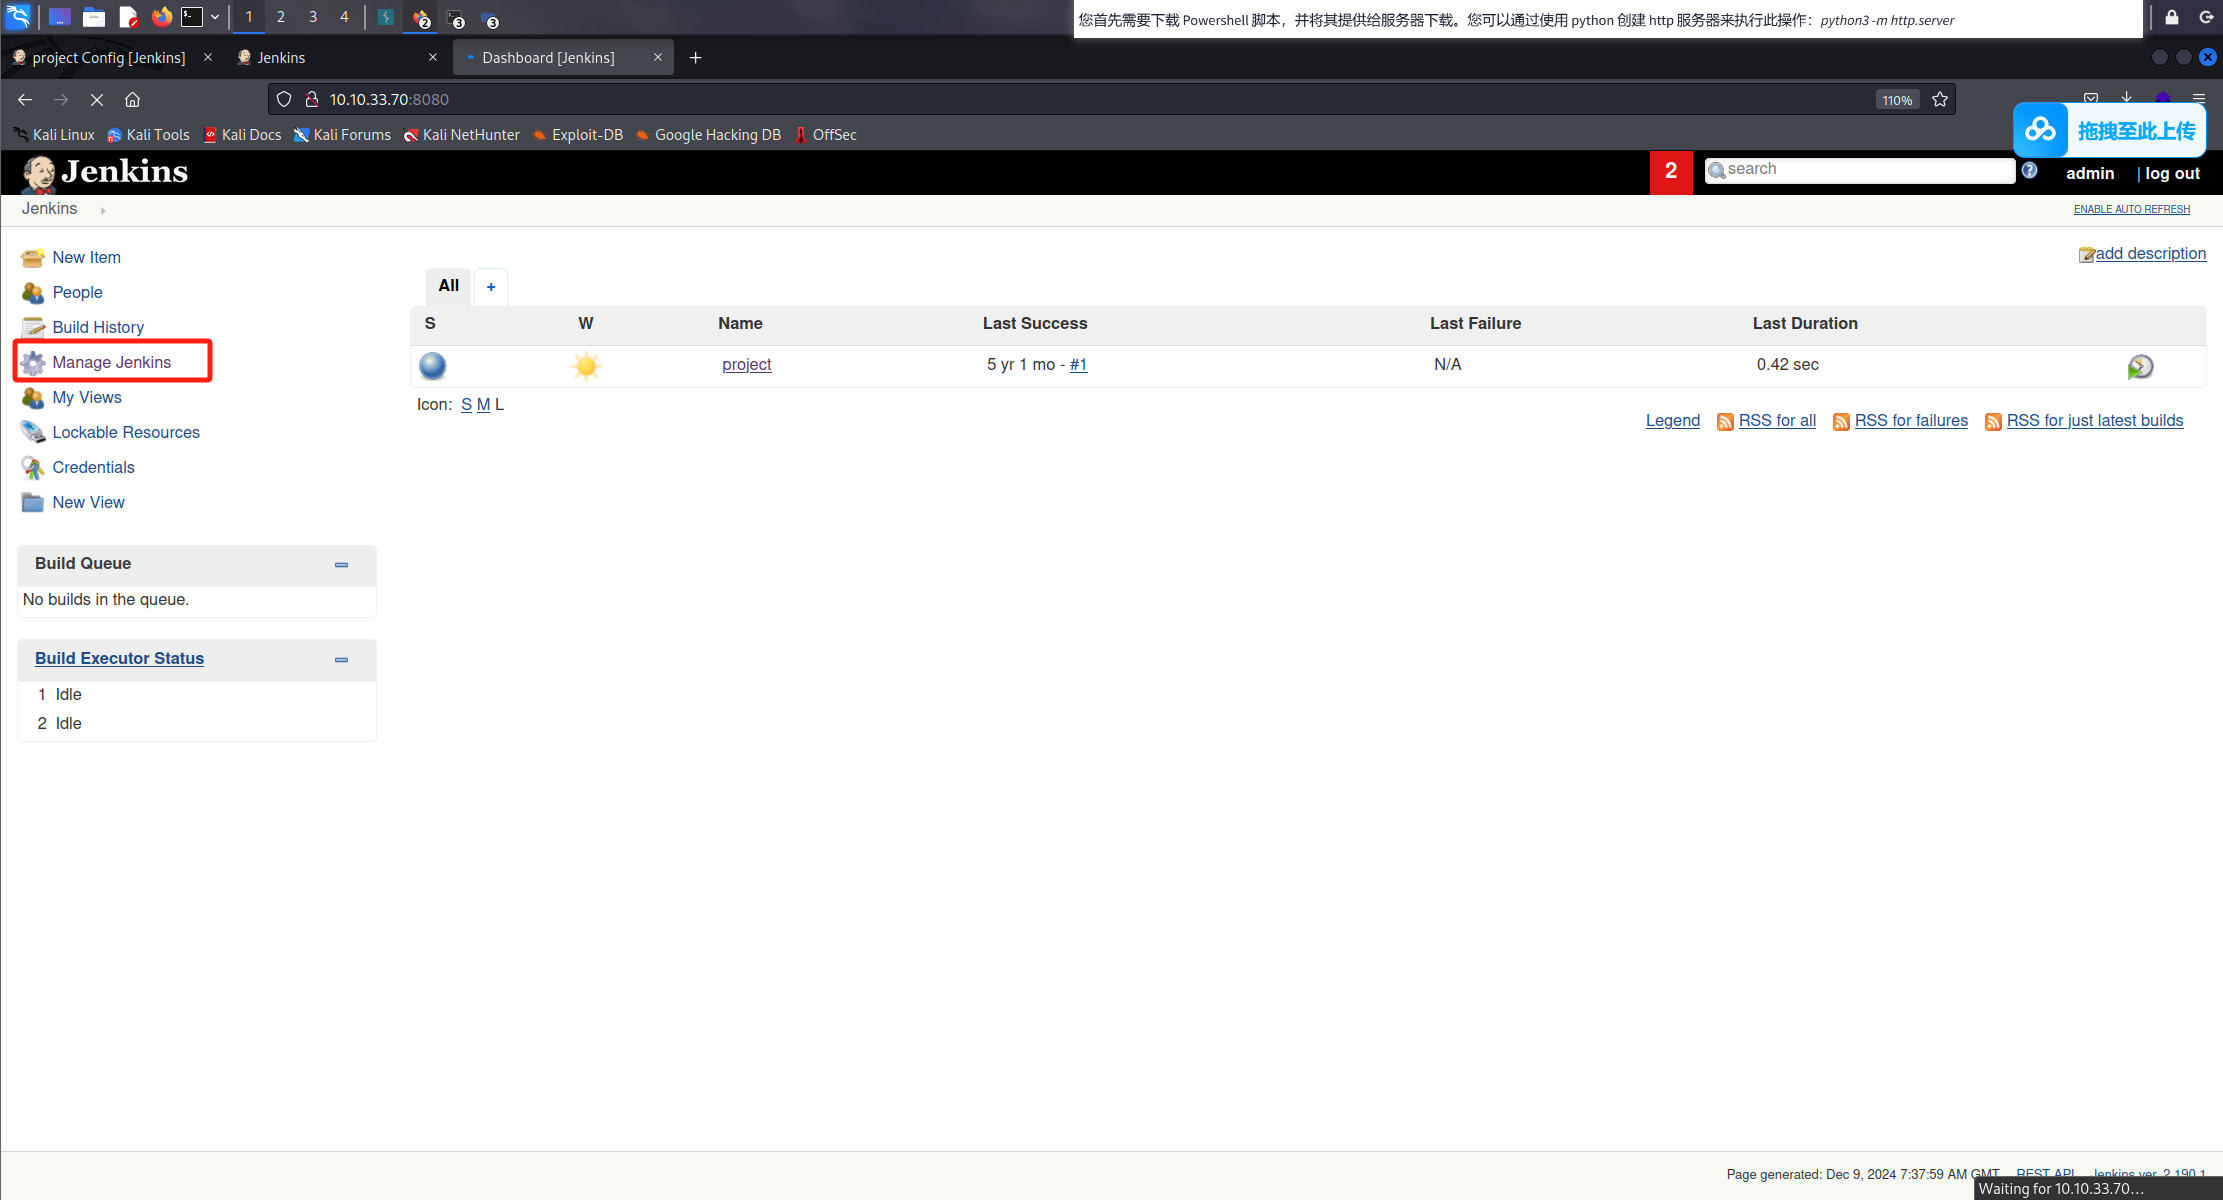 1 2 3 4 2 3 3
您首先需要下载 Powershell 脚本，并将其提供给服务器下载。您可以通过使用 python 创建 http 服务器来执行此操作：python3 -m http.server
project Config [Jenkins] Jenkins Dashboard [Jenkins]
10.10.33.70:8080 110%
Kali Linux Kali Tools Kali Docs Kali Forums Kali NetHunter Exploit-DB Google Hacking DB OffSec
拖拽至此上传
Jenkins 2 search admin | log out
Jenkins ENABLE AUTO REFRESH
New Item
People
Build History
Manage Jenkins
My Views
Lockable Resources
Credentials
New View
Build Queue
No builds in the queue.
Build Executor Status
1 Idle
2 Idle
add description
All +
S W Name Last Success Last Failure Last Duration
project 5 yr 1 mo - #1 N/A 0.42 sec
Icon: S M L
Legend RSS for all RSS for failures RSS for just latest builds
Page generated: Dec 9, 2024 7:37:59 AM GMT REST API Jenkins ver. 2.190.1
Waiting for 10.10.33.70...